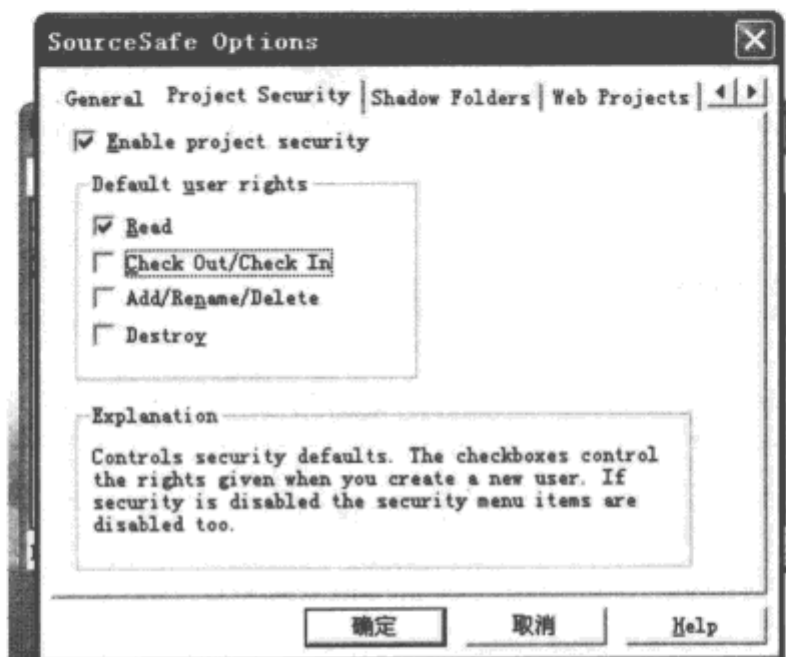 SourceSafe Options
General Project Security Shadow Folders Web Projects
Enable project security
Default user rights
Read
Check Out/Check In
Add/Rename/Delete
Destroy
Explanation
Controls security defaults. The checkboxes control
the rights given when you create a new user. If
security is disabled the security menu items are
disabled too.
确定 取消 Help